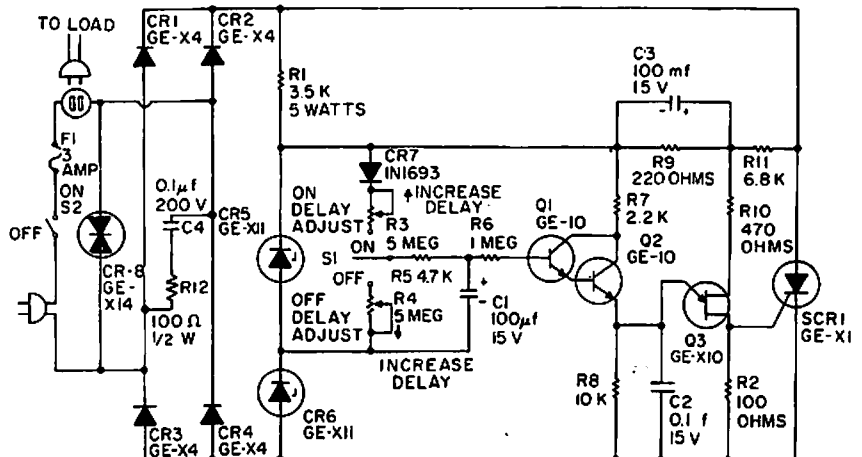 TO LOAD
CR1
GE-X4
CR2
GE-X4
F1
3
AMP
ON
S2
OFF
CR-8
GE-
X14
0.1μf
200 V
C4
R12
100 Ω
1/2 W
CR3
GE-X4
CR4
GE-X4
R1
3.5 K
5 WATTS
CR5
GE-X11
CR6
GE-X11
CR7
IN1693
ON
DELAY
ADJUST
INCREASE
DELAY
R3
5 MEG
ON
S1
OFF
R5 4.7 K
OFF
DELAY
ADJUST
R4
5 MEG
INCREASE
DELAY
R6
1 MEG
+
-
C1
100μf
15 V
Q1
GE-10
Q2
GE-10
R7
2.2 K
R8
10 K
C3
100 mf
15 V
- +
R9
220 OHMS
R11
6.8 K
R10
470
OHMS
Q3
GE-X10
C2
0.1 f
15 V
R2
100
OHMS
SCR1
GE-X1